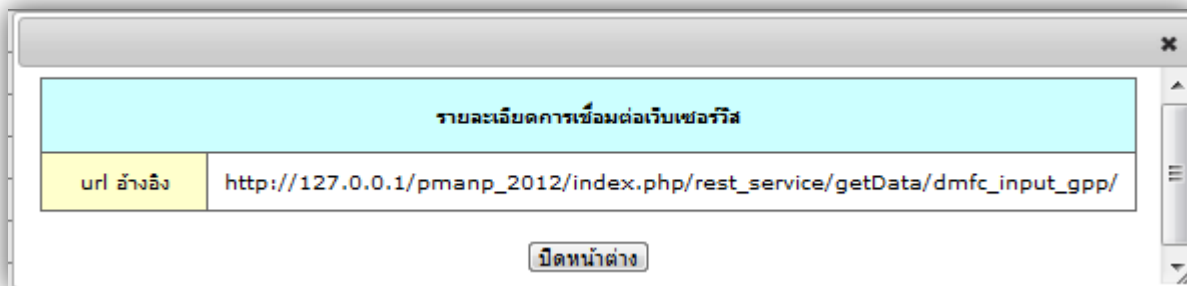 รายละเอียดการเชื่อมต่อเว็บเซอร์วิส
url อ้างอิง http://127.0.0.1/pmanp_2012/index.php/rest_service/getData/dmfc_input_gpp/
ปิดหน้าต่าง